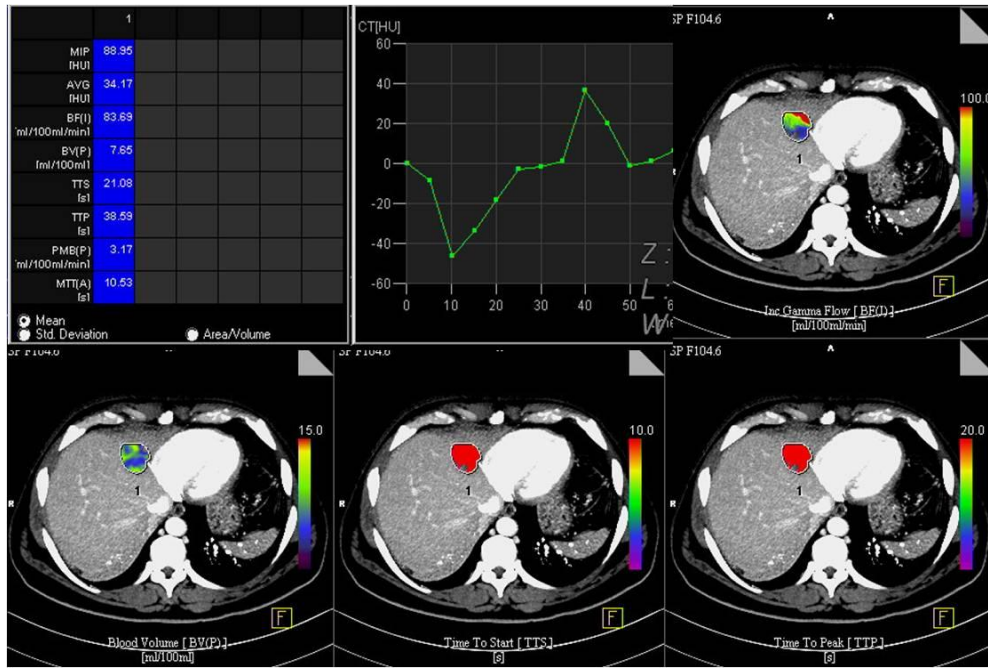 1
MIP [HU] 88.95
AVG [HU] 34.17
BF(I) ml/100ml/min] 83.69
BV(P) [ml/100ml] 7.65
TTS [s] 21.08
TTP [s] 38.59
PMB(P) ml/100ml/min] 3.17
MTT(A) [s] 10.53
Mean
Std. Deviation
Area/Volume
CT[HU]
60
40
20
0
-20
-40
-60
0 10 20 30 40 50
Z :
L :
W
SP F104.6
A
100.0
1
F
Inc Gamma Flow [ BF(I).]
[ml/100ml/min]
SP F104.6
15.0
R
1
F
Blood Volume [ BV(P).]
[ml/100ml]
SP F104.6
10.0
R
1
F
Time To Start [ TTS.]
[s]
SP F104.6
A
20.0
R
1
F
Time To Peak [ TTP.]
[s]